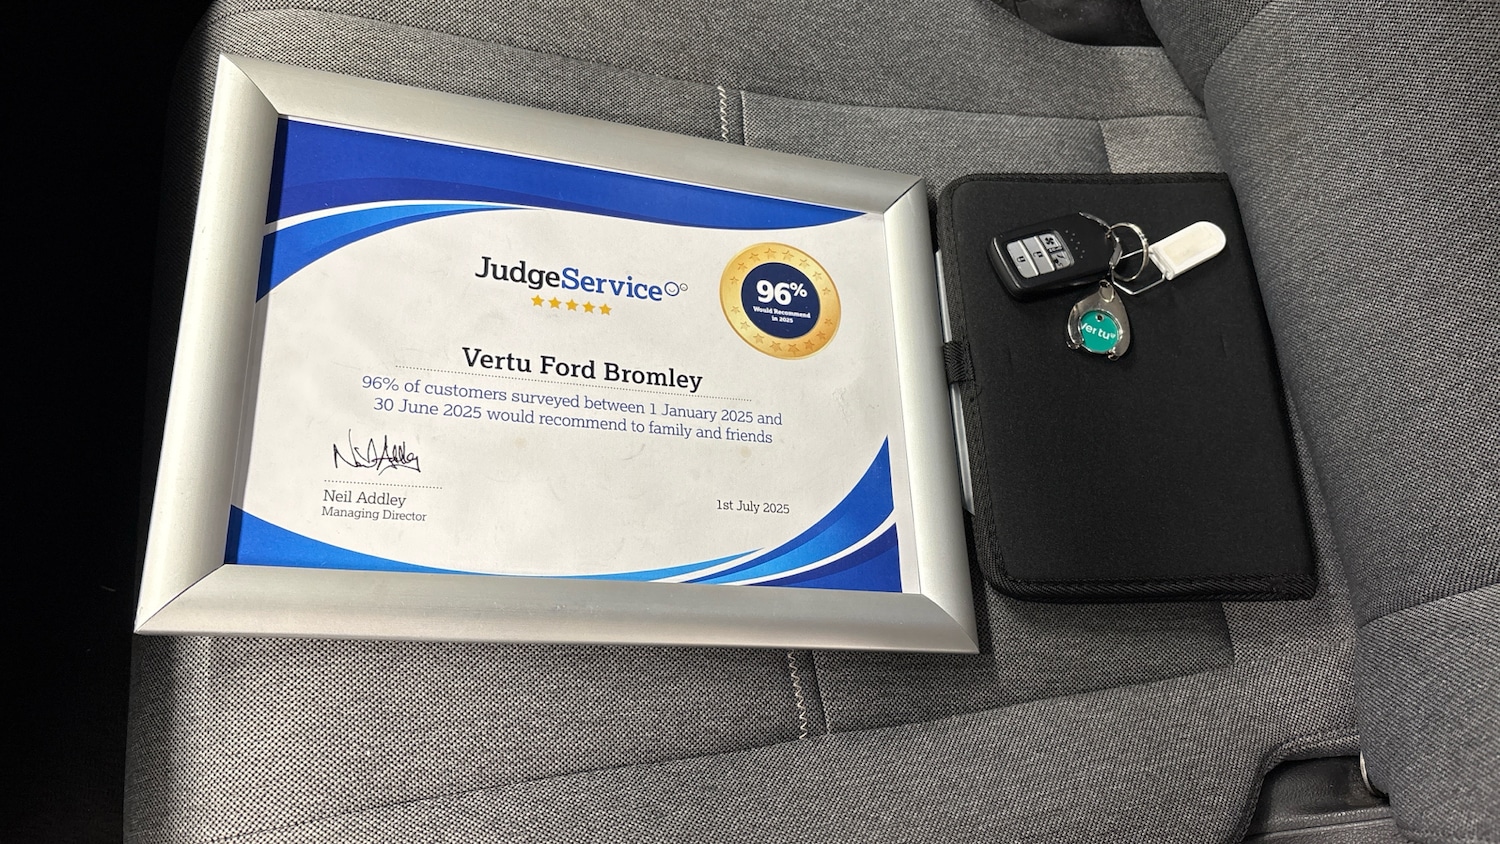 JudgeService
96%
Would Recommend
in 2025
Vertu Ford Bromley
96% of customers surveyed between 1 January 2025 and
30 June 2025 would recommend to family and friends
Neil Addley
Managing Director
1st July 2025
vertu